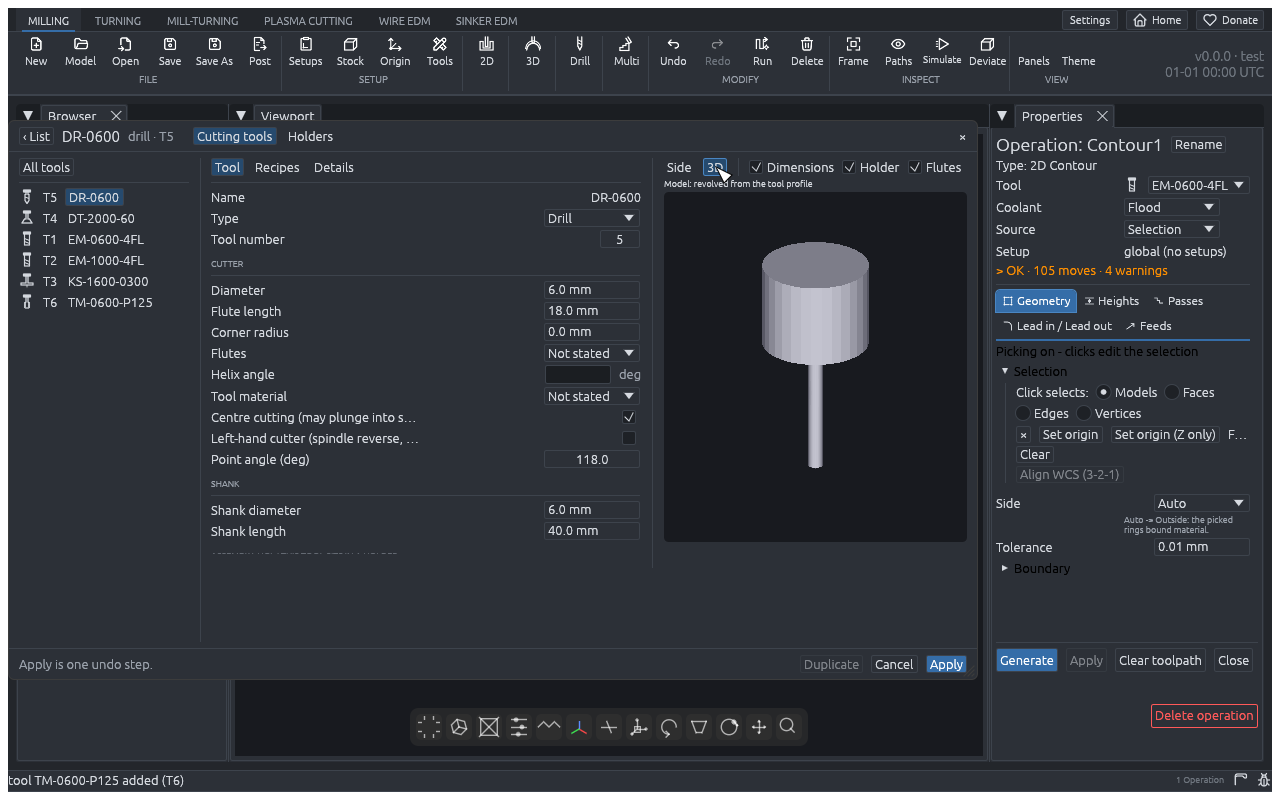 MILLING TURNING MILL-TURNING PLASMA CUTTING WIRE EDM SINKER EDM
Settings Home Donate
New Model Open Save Save As Post Setups Stock Origin Tools 2D 3D Drill Multi Undo Redo Run Delete Frame Paths Simulate Deviate Panels Theme
FILE SETUP MODIFY INSPECT VIEW
v0.0.0 · test
01-01 00:00 UTC
Browser Viewport Properties
‹ List DR-0600 drill · T5 Cutting tools Holders ×
All tools
T5 DR-0600
T4 DT-2000-60
T1 EM-0600-4FL
T2 EM-1000-4FL
T3 KS-1600-0300
T6 TM-0600-P125
Tool Recipes Details
Name DR-0600
Type Drill
Tool number 5
CUTTER
Diameter 6.0 mm
Flute length 18.0 mm
Corner radius 0.0 mm
Flutes Not stated
Helix angle deg
Tool material Not stated
Centre cutting (may plunge into s…
Left-hand cutter (spindle reverse, …
Point angle (deg) 118.0
SHANK
Shank diameter 6.0 mm
Shank length 40.0 mm
Side 3D Dimensions Holder Flutes
Model: revolved from the tool profile
Apply is one undo step. Duplicate Cancel Apply
Operation: Contour1 Rename
Type: 2D Contour
Tool EM-0600-4FL
Coolant Flood
Source Selection
Setup global (no setups)
> OK · 105 moves · 4 warnings
Geometry Heights Passes
Lead in / Lead out Feeds
Picking on - clicks edit the selection
Selection
Click selects: Models Faces
Edges Vertices
× Set origin Set origin (Z only) F…
Clear
Align WCS (3-2-1)
Side Auto
Auto -> Outside: the picked
rings bound material.
Tolerance 0.01 mm
Boundary
Generate Apply Clear toolpath Close
Delete operation
tool TM-0600-P125 added (T6) 1 Operation